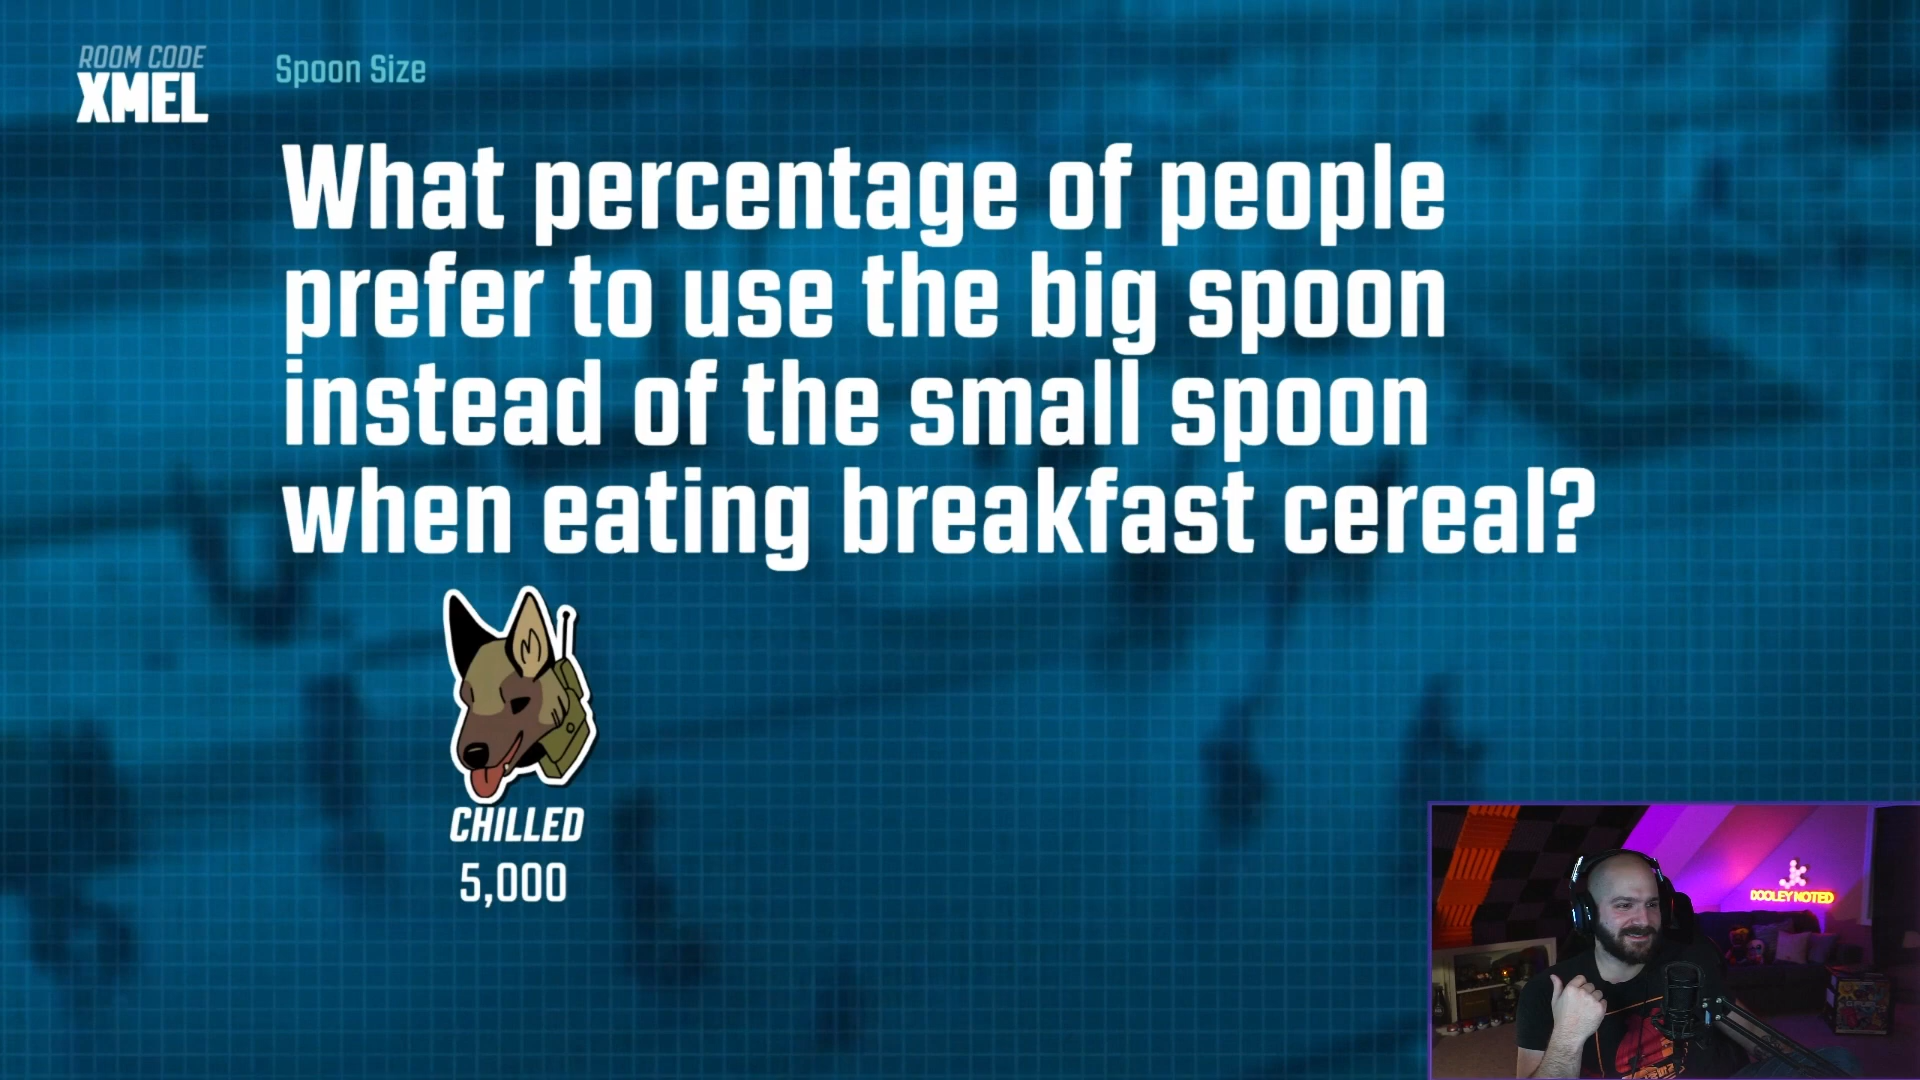 ROOM CODE
XMEL
Spoon Size
What percentage of people
prefer to use the big spoon
instead of the small spoon
when eating breakfast cereal?
CHILLED
5,000
DOOLEY NOTED